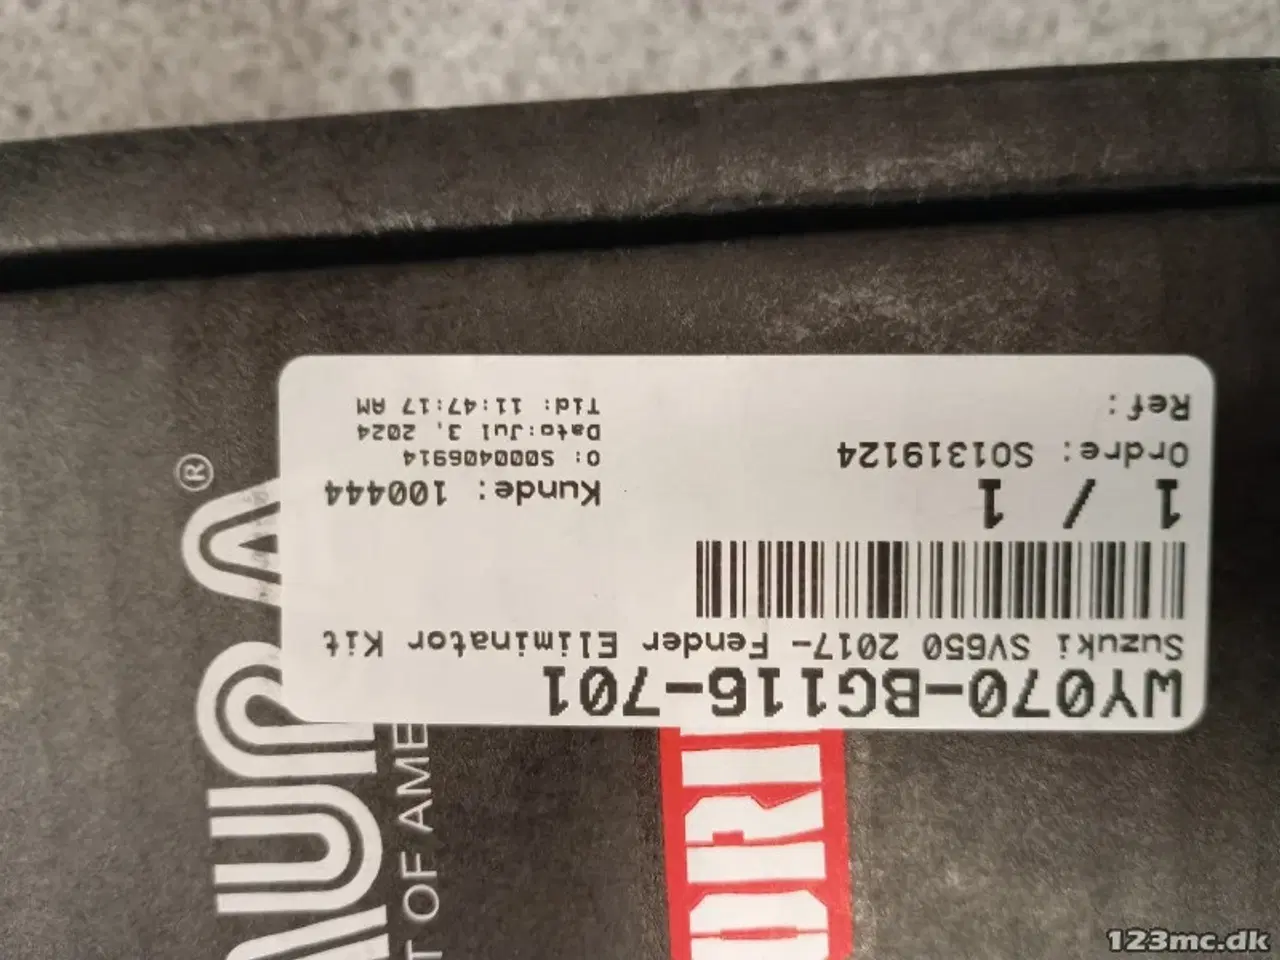 WY070-BG116-701
Suzuki SV650 2017- Fender Eliminator Kit
1 / 1
Ordre: SO1319124
Ref:
Kunde: 100444
O: S000406914
Dato:Jul 3, 2024
Tid: 11:47:17 AM
®
OF AME
123mc.dk